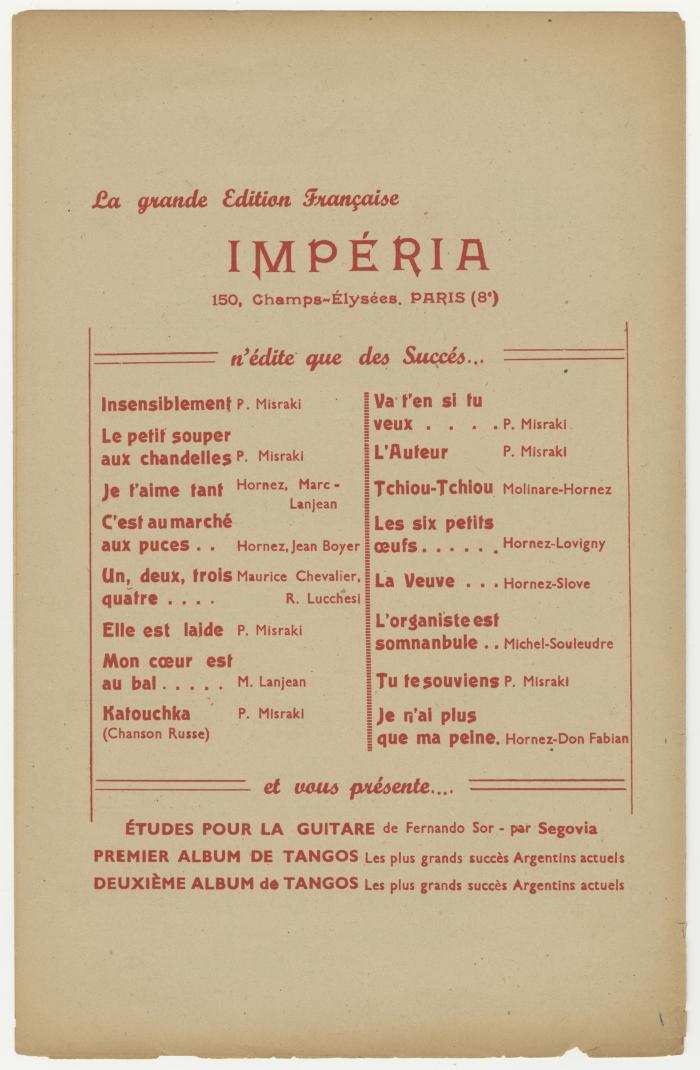 La grande Edition Française
IMPÉRIA
150, Champs-Élysées. PARIS (8e)
n'édite que des Succés...
Insensiblement P. Misraki
Le petit souper
aux chandelles P. Misraki
Je t'aime tant Hornez, Marc-
Lanjean
C'est au marché
aux puces . . Hornez, Jean Boyer
Un, deux, trois Maurice Chevalier,
quatre . . . . R. Lucchesi
Elle est laide P. Misraki
Mon cœur est
au bal . . . . . M. Lanjean
Katouchka P. Misraki
(Chanson Russe)
Va t'en si tu
veux . . . . P. Misraki
L'Auteur P. Misraki
Tchiou-Tchiou Molinare-Hornez
Les six petits
œufs . . . . . . Hornez-Lovigny
La Veuve . . . Hornez-Slove
L'organiste est
somnanbule . . Michel-Souleudre
Tu te souviens P. Misraki
Je n'ai plus
que ma peine. Hornez-Don Fabian
et vous présente....
ÉTUDES POUR LA GUITARE de Fernando Sor - par Segovia
PREMIER ALBUM DE TANGOS Les plus grands succès Argentins actuels
DEUXIÈME ALBUM de TANGOS Les plus grands succès Argentins actuels